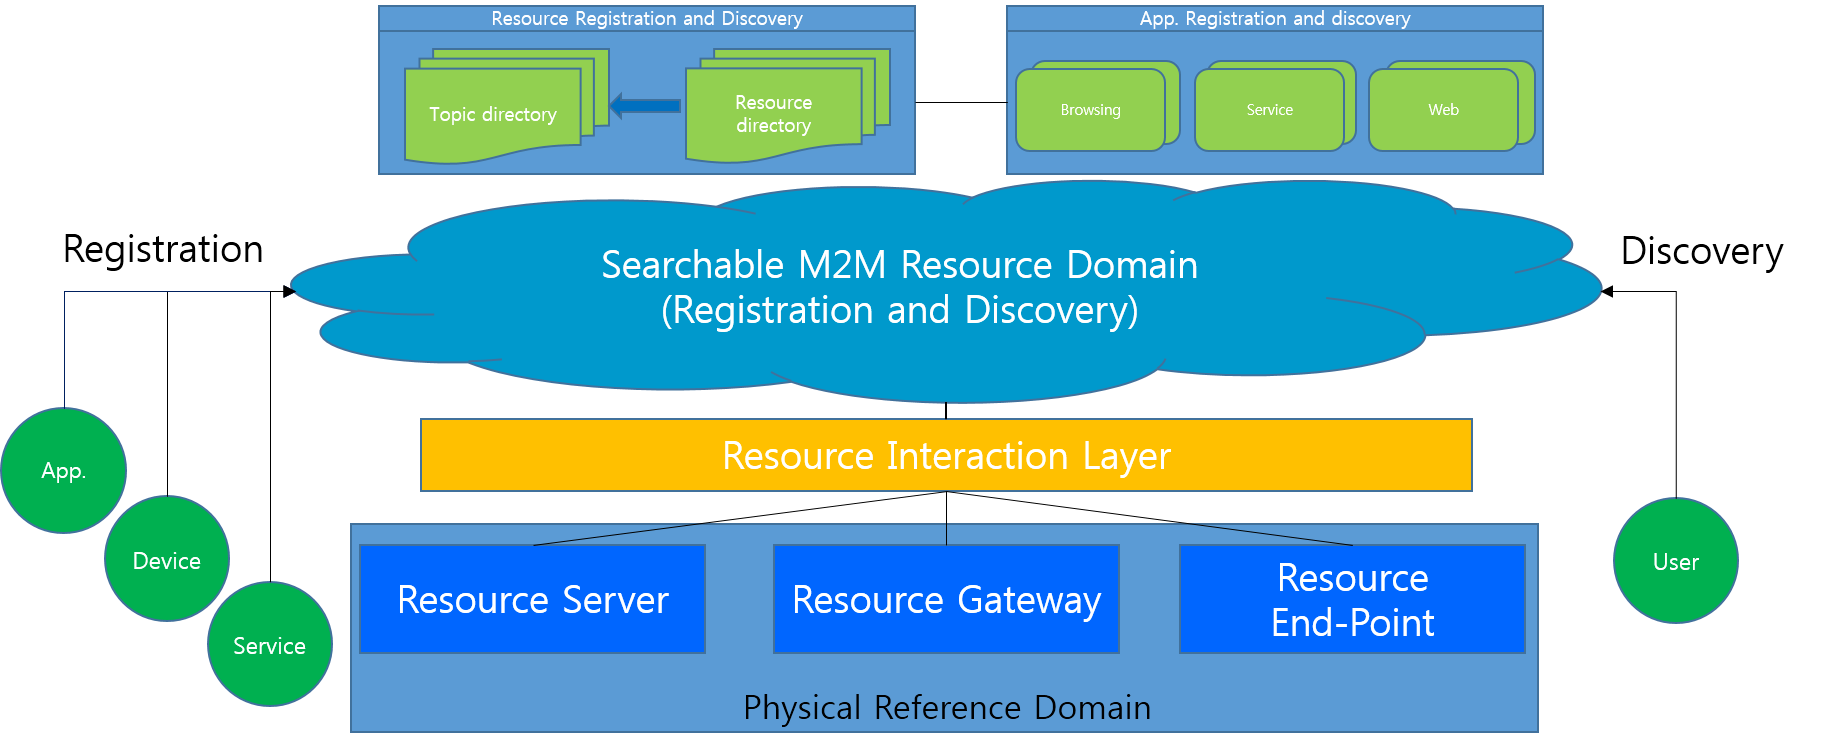 Resource Registration and Discovery
App. Registration and discovery
Topic directory
Resource
directory
Browsing
Service
Web
Registration
Searchable M2M Resource Domain
(Registration and Discovery)
Discovery
Resource Interaction Layer
App.
Device
Service
User
Resource Server
Resource Gateway
Resource
End-Point
Physical Reference Domain